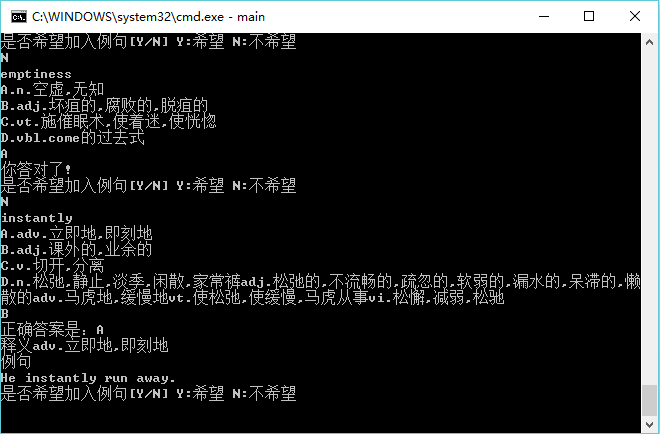 C:\WINDOWS\system32\cmd.exe - main
是否希望加入例句[Y/N] Y:希望 N:不希望
N
emptiness
A.n.空虚,无知
B.adj.坏疽的,腐败的,脱疽的
C.vt.施催眠术,使着迷,使恍惚
D.vbl.come的过去式
A
你答对了!
是否希望加入例句[Y/N] Y:希望 N:不希望
N
instantly
A.adv.立即地,即刻地
B.adj.课外的,业余的
C.v.切开,分离
D.n.松弛,静止,淡季,闲散,家常裤adj.松弛的,不流畅的,疏忽的,软弱的,漏水的,呆滞的,懒
散的adv.马虎地,缓慢地vt.使松弛,使缓慢,马虎从事vi.松懈,减弱,松驰
B
正确答案是: A
释义adv.立即地,即刻地
例句
He instantly run away.
是否希望加入例句[Y/N] Y:希望 N:不希望